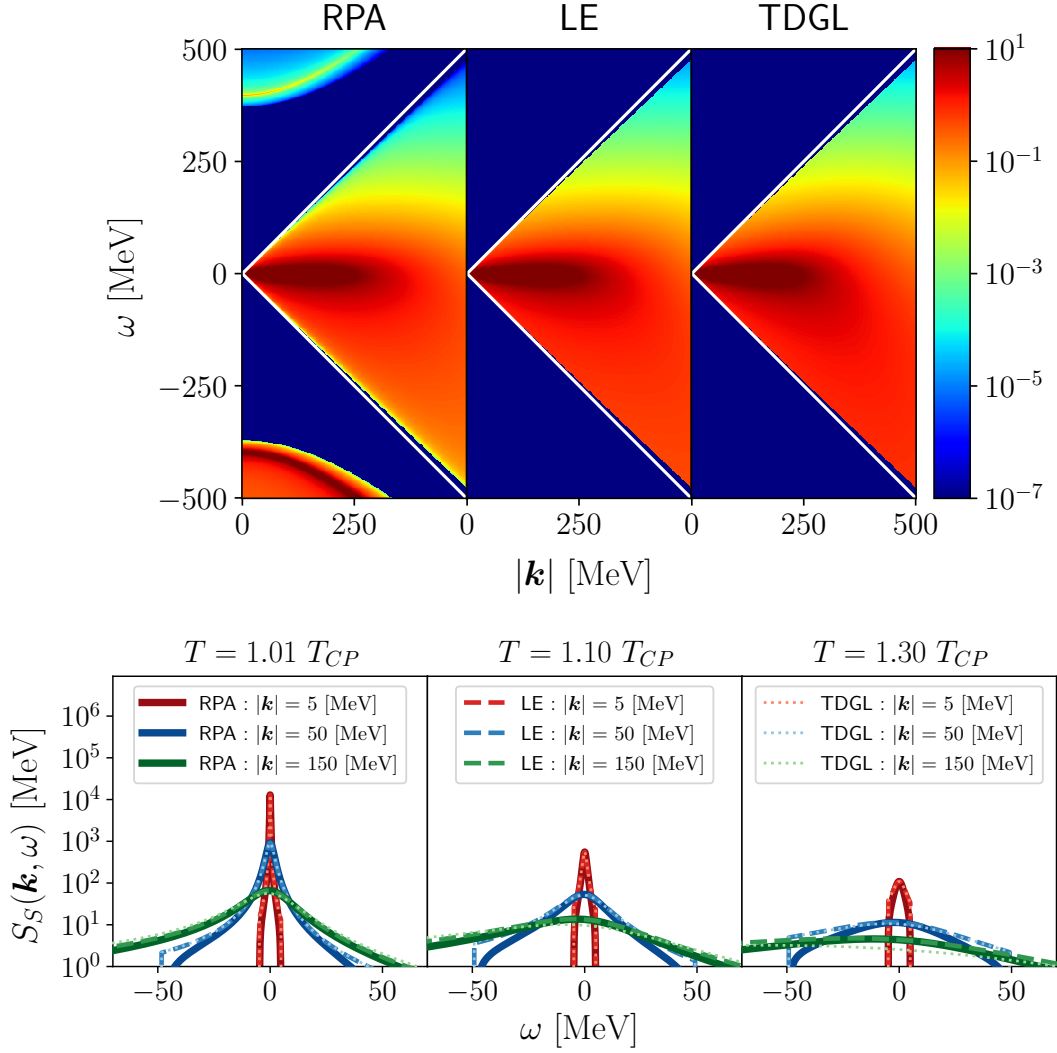 RPA LE TDGL
500
250
0
−250
−500
ω [MeV]
10^1
10^−1
10^−3
10^−5
10^−7
0 250 0 250 0 250 500
|k| [MeV]
T = 1.01 T_CP T = 1.10 T_CP T = 1.30 T_CP
S_S(k, ω) [MeV]
10^6
10^5
10^4
10^3
10^2
10^1
10^0
RPA : |k| = 5 [MeV]
RPA : |k| = 50 [MeV]
RPA : |k| = 150 [MeV]
LE : |k| = 5 [MeV]
LE : |k| = 50 [MeV]
LE : |k| = 150 [MeV]
TDGL : |k| = 5 [MeV]
TDGL : |k| = 50 [MeV]
TDGL : |k| = 150 [MeV]
−50 0 50 −50 0 50 −50 0 50
ω [MeV]